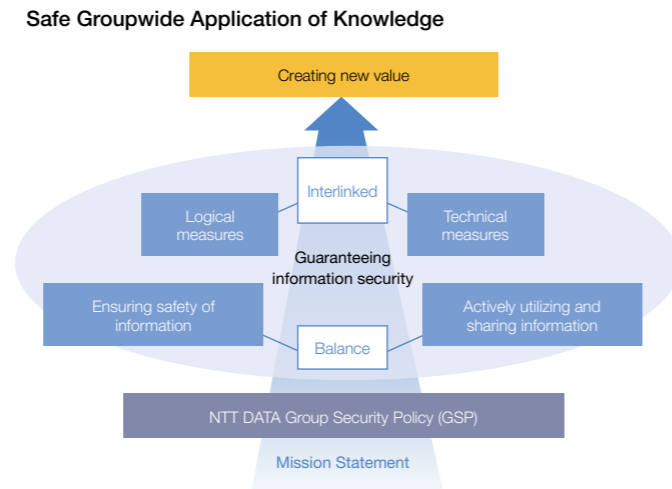 Safe Groupwide Application of Knowledge
Creating new value
Interlinked
Logical
measures
Technical
measures
Guaranteeing
information security
Ensuring safety of
information
Actively utilizing and
sharing information
Balance
NTT DATA Group Security Policy (GSP)
Mission Statement